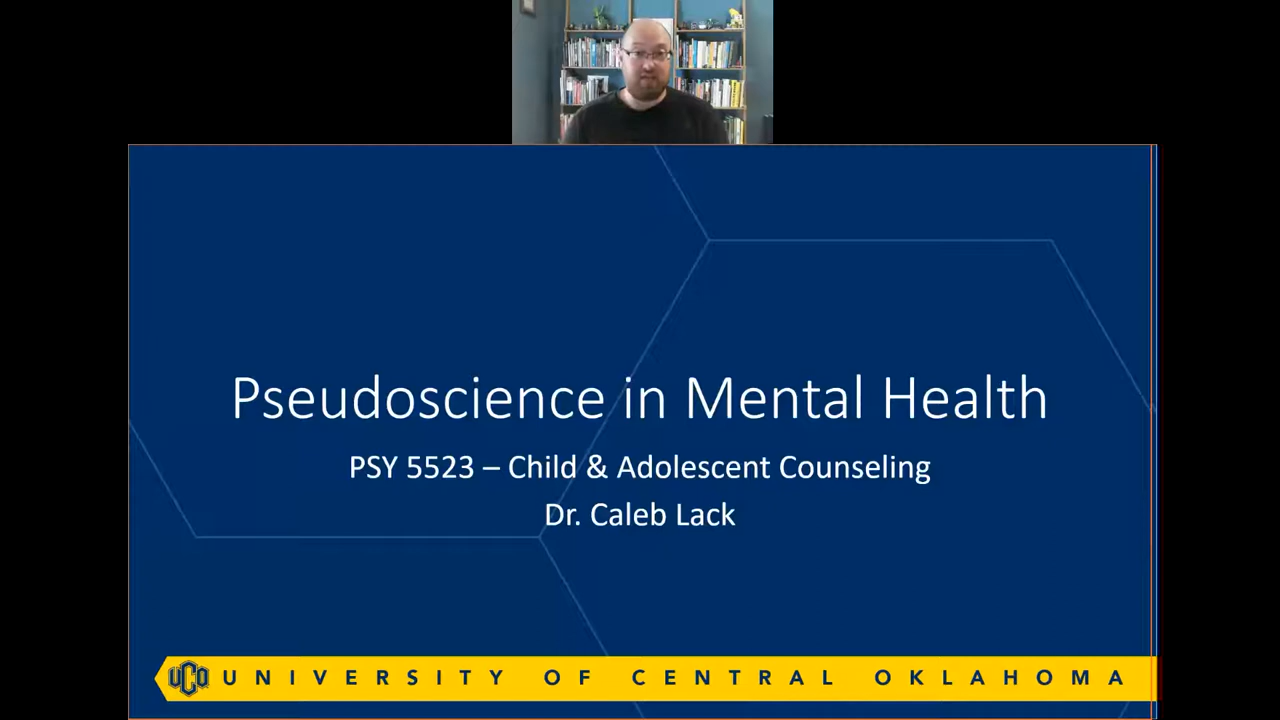 Pseudoscience in Mental Health
PSY 5523 – Child & Adolescent Counseling
Dr. Caleb Lack
UCO UNIVERSITY OF CENTRAL OKLAHOMA